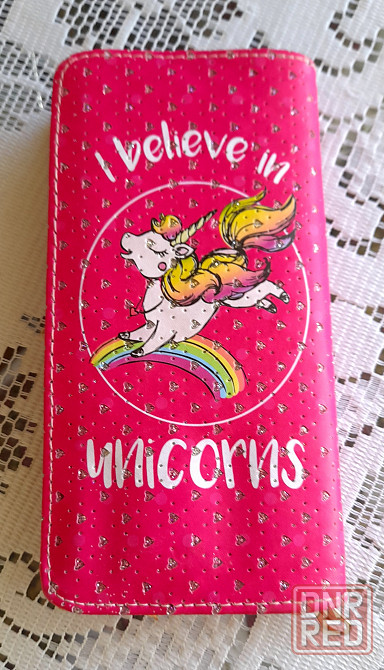 I believe in
unicorns
DNR
RED